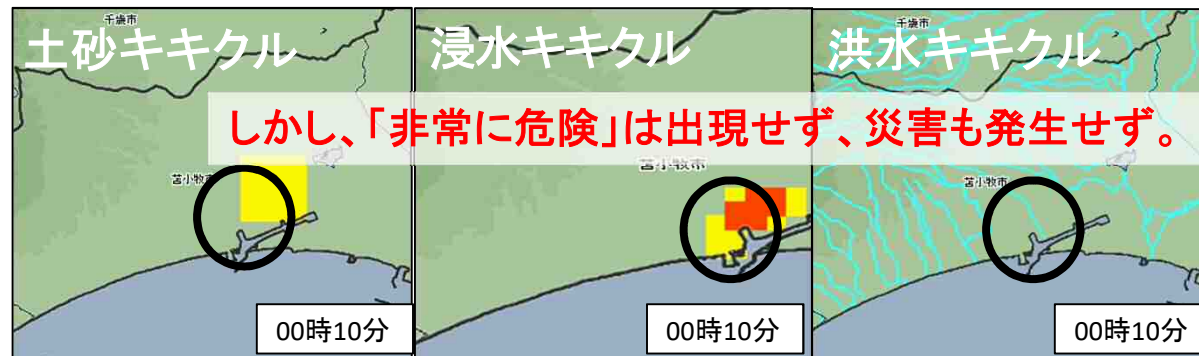 千歳市
土砂キキクル
浸水キキクル
千歳市
洪水キキクル
しかし、「非常に危険」は出現せず、災害も発生せず。
苫小牧市
苫小牧市
苫小牧市
00時10分
00時10分
00時10分